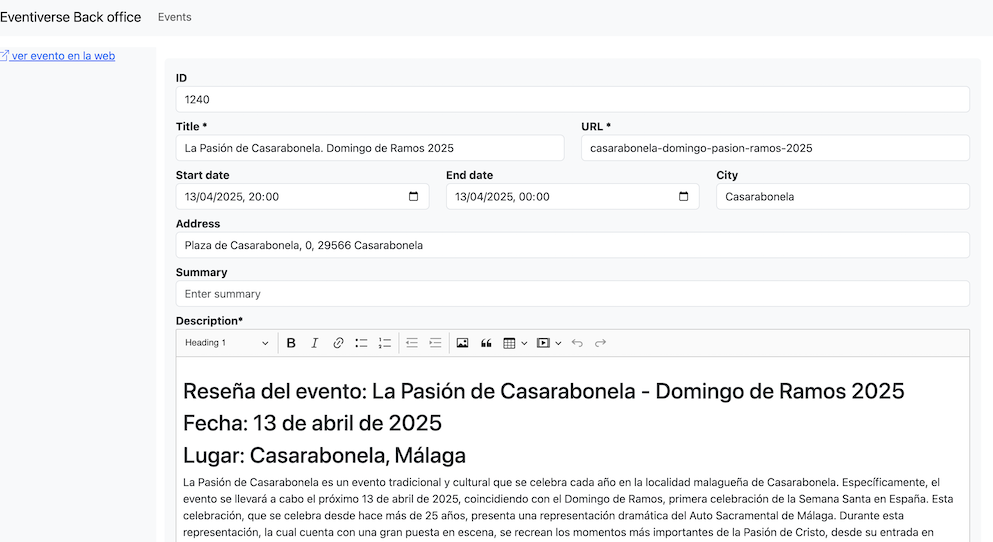 Eventiverse Back office Events
ver evento en la web
ID
1240
Title * URL *
La Pasión de Casarabonela. Domingo de Ramos 2025 casarabonela-domingo-pasion-ramos-2025
Start date End date City
13/04/2025, 20:00 13/04/2025, 00:00 Casarabonela
Address
Plaza de Casarabonela, 0, 29566 Casarabonela
Summary
Enter summary
Description*
Heading 1 B I
Reseña del evento: La Pasión de Casarabonela - Domingo de Ramos 2025
Fecha: 13 de abril de 2025
Lugar: Casarabonela, Málaga
La Pasión de Casarabonela es un evento tradicional y cultural que se celebra cada año en la localidad malagueña de Casarabonela. Específicamente, el
evento se llevará a cabo el próximo 13 de abril de 2025, coincidiendo con el Domingo de Ramos, primera celebración de la Semana Santa en España. Esta
celebración, que se celebra desde hace más de 25 años, presenta una representación dramática del Auto Sacramental de Málaga. Durante esta
representación, la cual cuenta con una gran puesta en escena, se recrean los momentos más importantes de la Pasión de Cristo, desde su entrada en